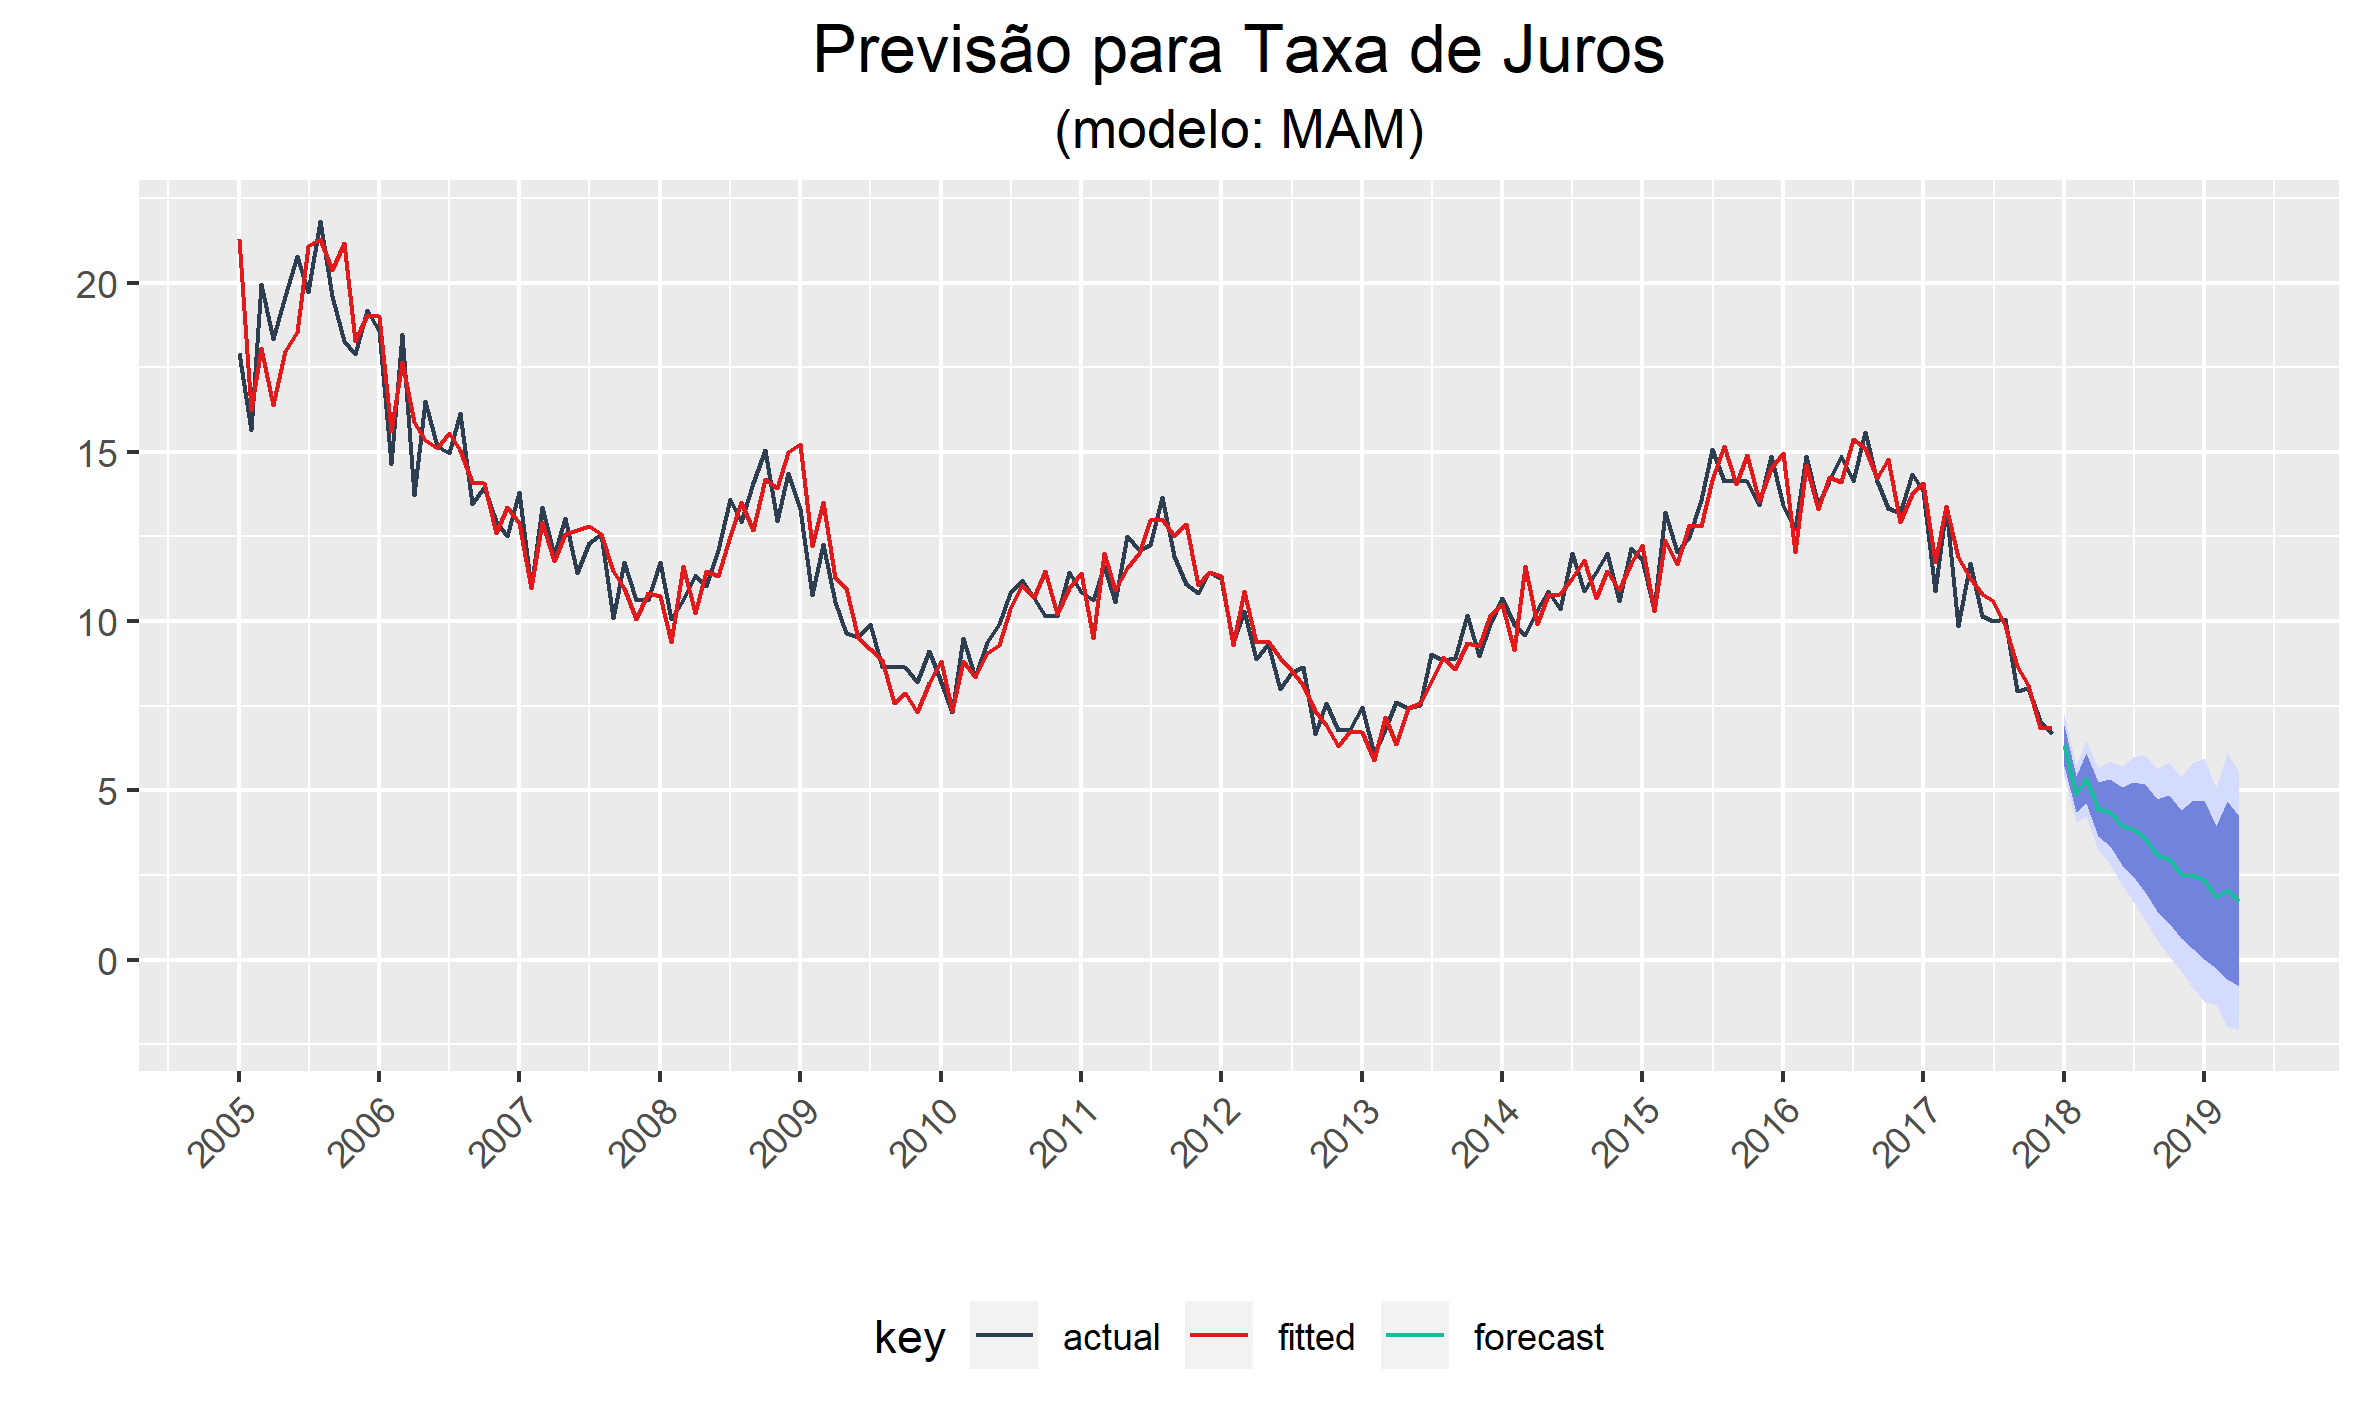 Previsão para Taxa de Juros
(modelo: MAM)
20
15
10
5
0
2005 2006 2007 2008 2009 2010 2011 2012 2013 2014 2015 2016 2017 2018 2019
key actual fitted forecast